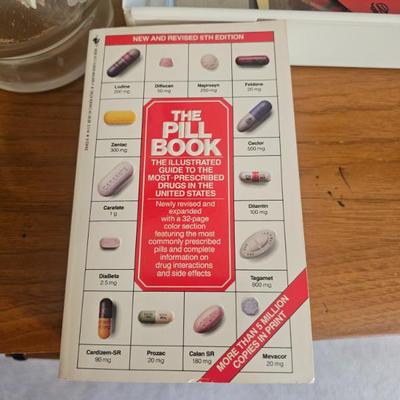 NEW AND REVISED 5TH EDITION
Lodine
200 mg
Diflucan
50 mg
Naprosyn
250 mg
Feldene
20 mg
Zantac
300 mg
Ceclor
500 mg
THE
PILL
BOOK
THE ILLUSTRATED
GUIDE TO THE
MOST-PRESCRIBED
DRUGS IN THE
UNITED STATES
Newly revised and
expanded
with a 32-page
color section
featuring the most
commonly prescribed
pills and complete
information on
drug interactions
and side effects
Carafate
1 g
Dilantin
100 mg
DiaBeta
2.5 mg
Tagamet
800 mg
Cardizem-SR
90 mg
Prozac
20 mg
Calan SR
180 mg
Mevacor
20 mg
MORE THAN 5 MILLION
COPIES IN PRINT